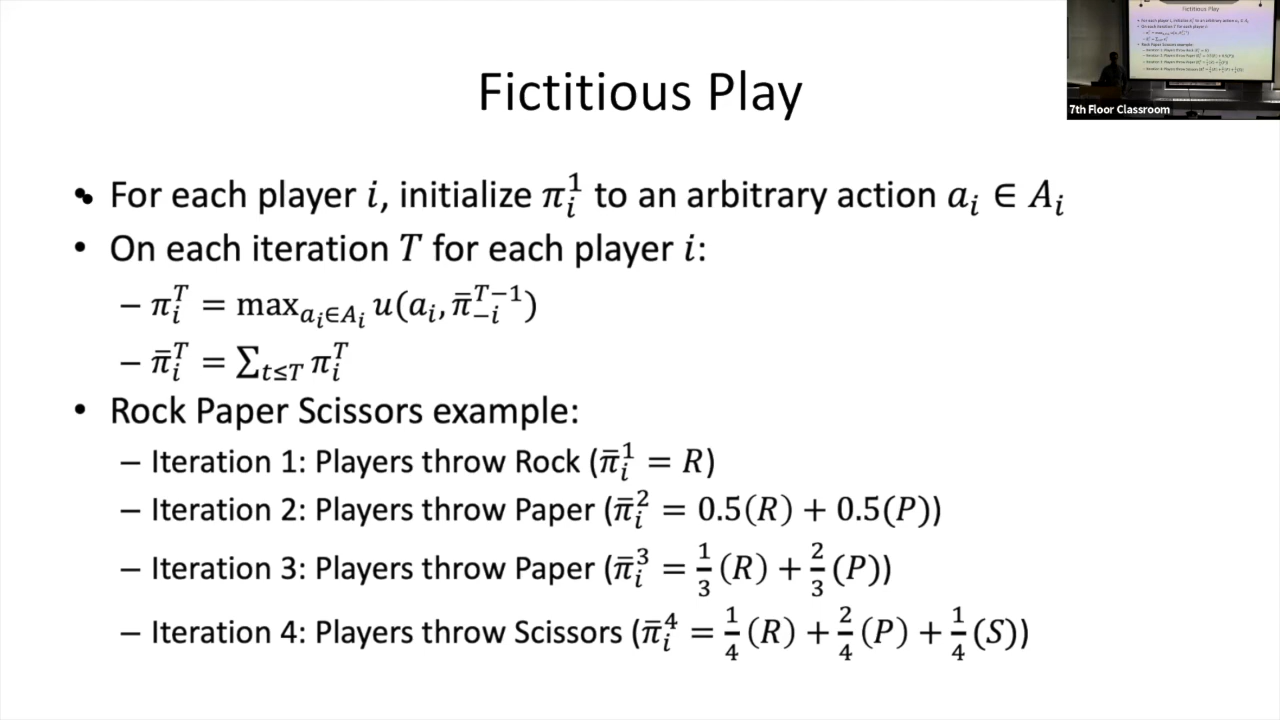 Fictitious Play
7th Floor Classroom
• For each player i, initialize π_i^1 to an arbitrary action a_i ∈ A_i
• On each iteration T for each player i:
– π_i^T = max_{a_i∈A_i} u(a_i, π̄_{-i}^{T-1})
– π̄_i^T = ∑_{t≤T} π_i^T
• Rock Paper Scissors example:
– Iteration 1: Players throw Rock (π̄_i^1 = R)
– Iteration 2: Players throw Paper (π̄_i^2 = 0.5(R) + 0.5(P))
– Iteration 3: Players throw Paper (π̄_i^3 = 1/3 (R) + 2/3 (P))
– Iteration 4: Players throw Scissors (π̄_i^4 = 1/4 (R) + 2/4 (P) + 1/4 (S))